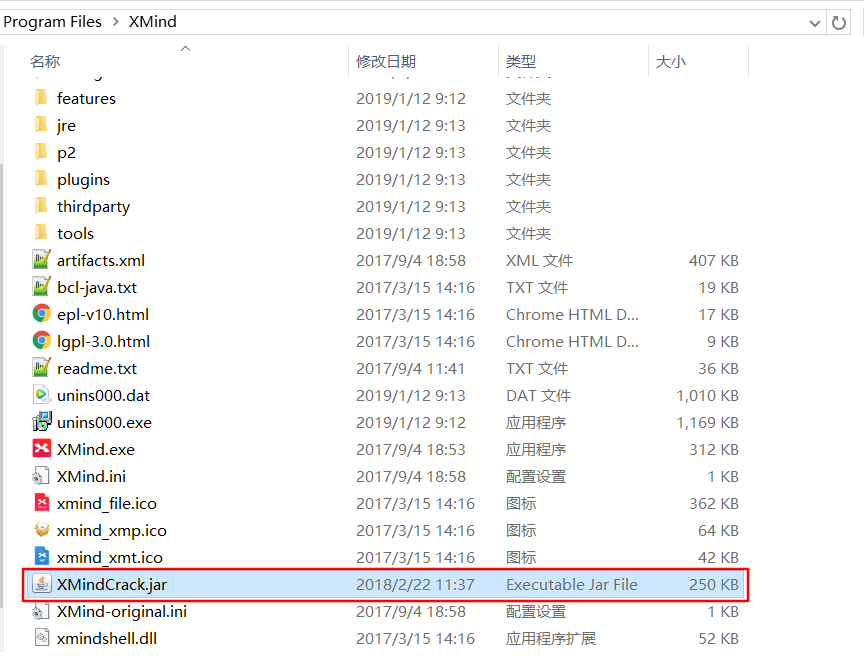 Program Files > XMind
名称 修改日期 类型 大小
features 2019/1/12 9:12 文件夹
jre 2019/1/12 9:13 文件夹
p2 2019/1/12 9:13 文件夹
plugins 2019/1/12 9:13 文件夹
thirdparty 2019/1/12 9:13 文件夹
tools 2019/1/12 9:13 文件夹
artifacts.xml 2017/9/4 18:58 XML 文件 407 KB
bcl-java.txt 2017/3/15 14:16 TXT 文件 19 KB
epl-v10.html 2017/3/15 14:16 Chrome HTML D... 17 KB
lgpl-3.0.html 2017/3/15 14:16 Chrome HTML D... 9 KB
readme.txt 2017/9/4 11:41 TXT 文件 36 KB
unins000.dat 2019/1/12 9:13 DAT 文件 1,010 KB
unins000.exe 2019/1/12 9:12 应用程序 1,169 KB
XMind.exe 2017/9/4 18:53 应用程序 312 KB
XMind.ini 2017/9/4 18:58 配置设置 1 KB
xmind_file.ico 2017/3/15 14:16 图标 362 KB
xmind_xmp.ico 2017/3/15 14:16 图标 64 KB
xmind_xmt.ico 2017/3/15 14:16 图标 42 KB
XMindCrack.jar 2018/2/22 11:37 Executable Jar File 250 KB
XMind-original.ini 2017/9/4 18:58 配置设置 1 KB
xmindshell.dll 2017/3/15 14:16 应用程序扩展 52 KB